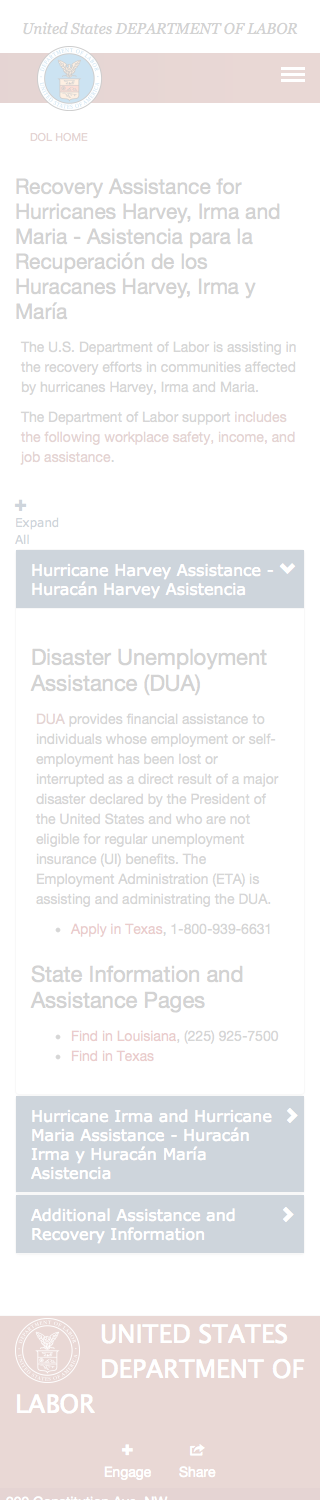 United States DEPARTMENT OF LABOR
DOL HOME
Recovery Assistance for
Hurricanes Harvey, Irma and
Maria - Asistencia para la
Recuperación de los
Huracanes Harvey, Irma y
María
The U.S. Department of Labor is assisting in
the recovery efforts in communities affected
by hurricanes Harvey, Irma and Maria.
The Department of Labor support includes
the following workplace safety, income, and
job assistance.
Expand
All
Hurricane Harvey Assistance -
Huracán Harvey Asistencia
Disaster Unemployment
Assistance (DUA)
DUA provides financial assistance to
individuals whose employment or self-
employment has been lost or
interrupted as a direct result of a major
disaster declared by the President of
the United States and who are not
eligible for regular unemployment
insurance (UI) benefits. The
Employment Administration (ETA) is
assisting and administrating the DUA.
• Apply in Texas, 1-800-939-6631
State Information and
Assistance Pages
• Find in Louisiana, (225) 925-7500
• Find in Texas
Hurricane Irma and Hurricane
Maria Assistance - Huracán
Irma y Huracán María
Asistencia
Additional Assistance and
Recovery Information
UNITED STATES
DEPARTMENT OF
LABOR
Engage Share